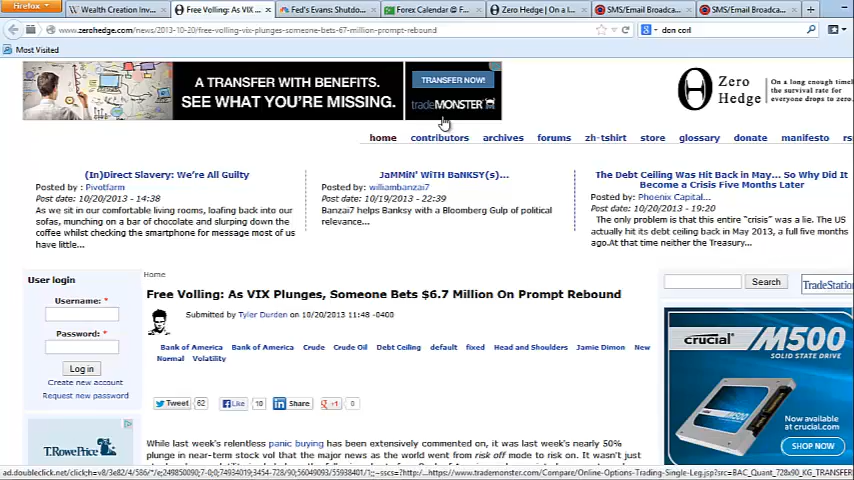 Firefox
Wealth Creation Inv...
Free Volling: As VIX ...
Fed's Evans: Shutdo...
Forex Calendar @ F...
Zero Hedge | On a l...
SMS/Email Broadca...
SMS/Email Broadca...
www.zerohedge.com/news/2013-10-20/free-volling-vix-plunges-someone-bets-67-million-prompt-rebound
don corl
Most Visited
A TRANSFER WITH BENEFITS.
SEE WHAT YOU'RE MISSING.
TRANSFER NOW!
tradeMONSTER
Zero
Hedge
On a long enough timel
the survival rate for
everyone drops to zero.
home contributors archives forums zh-tshirt store glossary donate manifesto rs
(In)Direct Slavery: We're All Guilty
Posted by : Pivotfarm
Post date: 10/20/2013 - 14:38
As we sit in our comfortable living rooms, loafing back into our
sofas, munching on a bar of chocolate and slurping down the
coffee whilst checking the smartphone for message most of us
have little...
JaMMiN' WiTH BaNKSY(s)...
Posted by: williambanzai7
Post date: 10/19/2013 - 22:39
Banzai7 helps Banksy with a Bloomberg Gulp of political
relevance...
The Debt Ceiling Was Hit Back in May... So Why Did It
Become a Crisis Five Months Later
Posted by : Phoenix Capital...
Post date: 10/20/2013 - 19:20
The only problem is that this entire "crisis" was a lie. The US
actually hit its debt ceiling back in May 2013, a full five months
ago.At that time neither the Treasury...
User login
Username: *
Password: *
Log in
Create new account
Request new password
T.RowePrice
Home
Free Volling: As VIX Plunges, Someone Bets $6.7 Million On Prompt Rebound
Submitted by Tyler Durden on 10/20/2013 11:48 -0400
Bank of America Bank of America Crude Crude Oil Debt Ceiling default fixed Head and Shoulders Jamie Dimon New
Normal Volatility
Tweet 62 Like 10 Share +1 0
While last week's relentless panic buying has been extensively commented on, it was last week's nearly 50%
plunge in near-term stock vol that the major news as the world went from risk off mode to risk on. It wasn't just
Search
TradeStation
crucial
M500
SOLID STATE DRIVE
Now available
at crucial.com
SHOP NOW